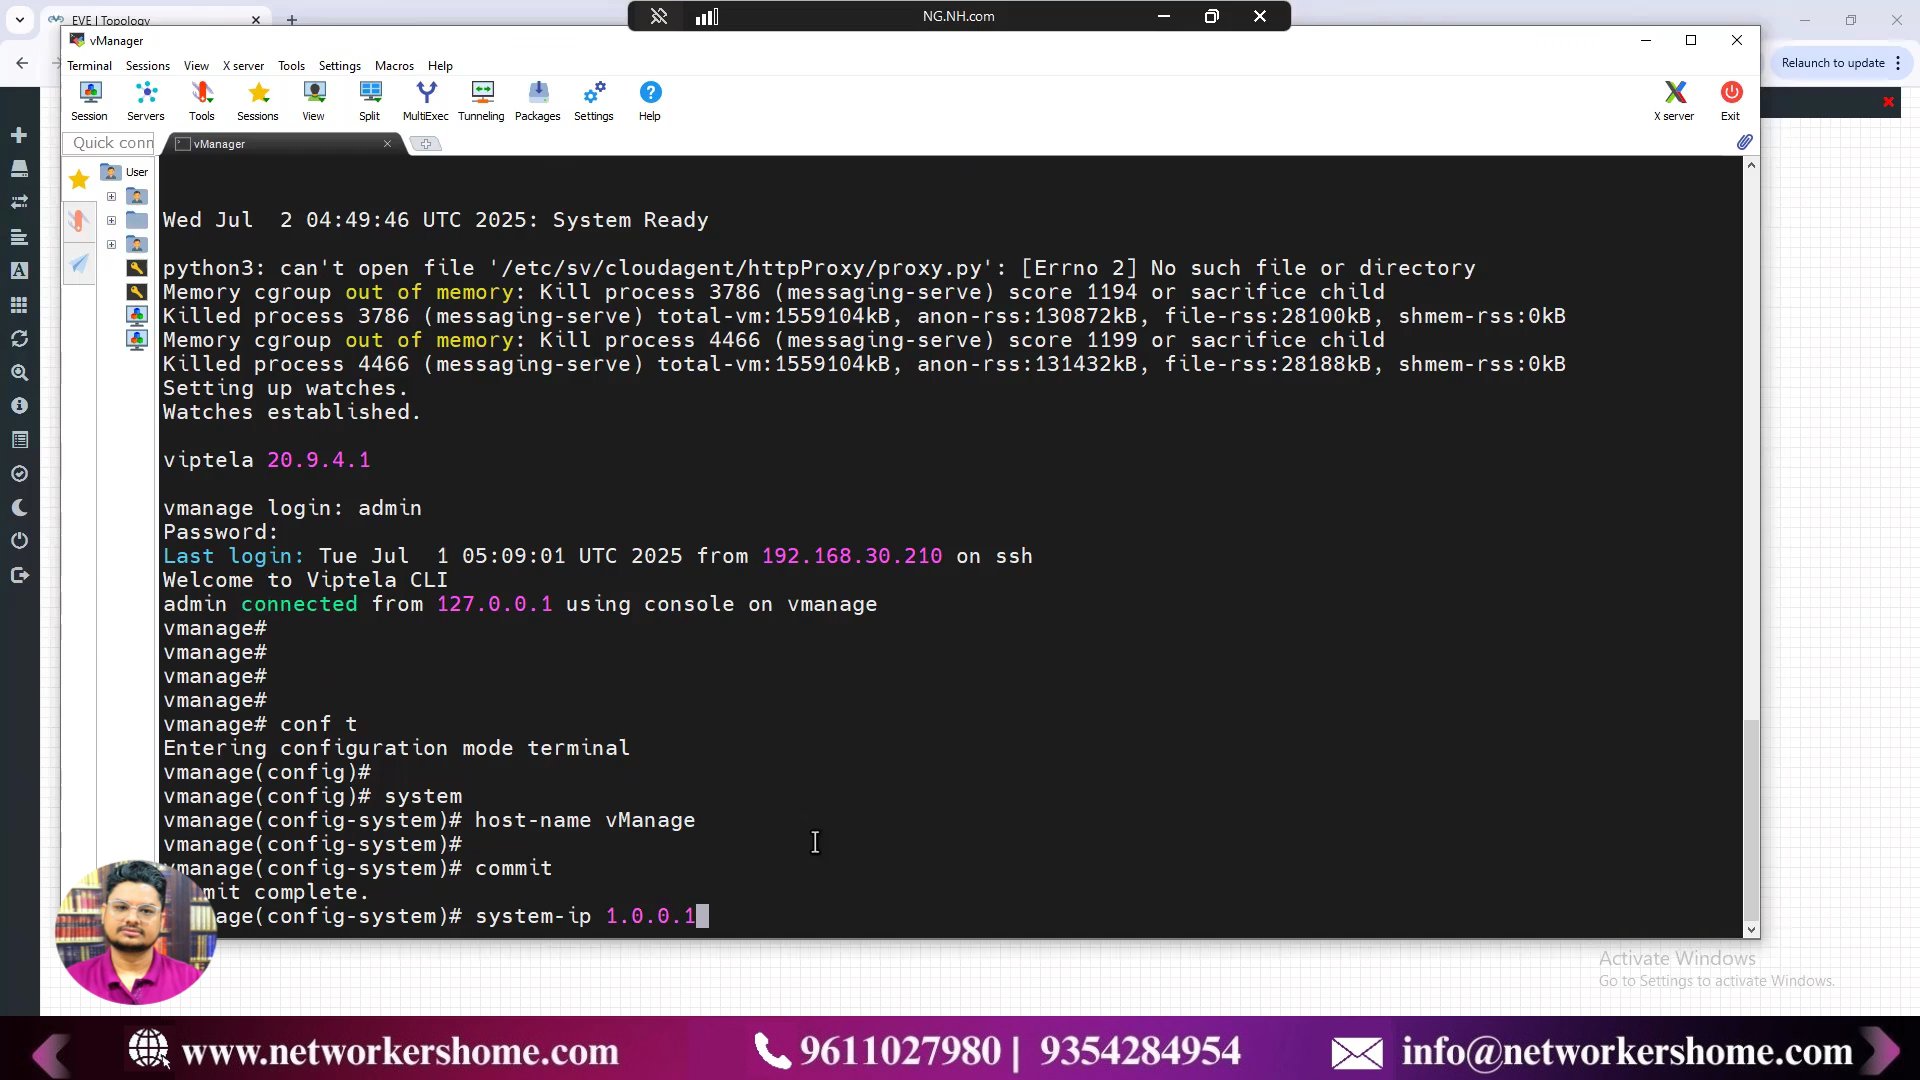 EVE | Topology
NG.NH.com
vManager
Relaunch to update
Terminal Sessions View X server Tools Settings Macros Help
Session Servers Tools Sessions View Split MultiExec Tunneling Packages Settings Help X server Exit
Quick conn
vManager
User
Wed Jul  2 04:49:46 UTC 2025: System Ready
python3: can't open file '/etc/sv/cloudagent/httpProxy/proxy.py': [Errno 2] No such file or directory
Memory cgroup out of memory: Kill process 3786 (messaging-serve) score 1194 or sacrifice child
Killed process 3786 (messaging-serve) total-vm:1559104kB, anon-rss:130872kB, file-rss:28100kB, shmem-rss:0kB
Memory cgroup out of memory: Kill process 4466 (messaging-serve) score 1199 or sacrifice child
Killed process 4466 (messaging-serve) total-vm:1559104kB, anon-rss:131432kB, file-rss:28188kB, shmem-rss:0kB
Setting up watches.
Watches established.
viptela 20.9.4.1
vmanage login: admin
Password:
Last login: Tue Jul  1 05:09:01 UTC 2025 from 192.168.30.210 on ssh
Welcome to Viptela CLI
admin connected from 127.0.0.1 using console on vmanage
vmanage#
vmanage#
vmanage#
vmanage#
vmanage# conf t
Entering configuration mode terminal
vmanage(config)#
vmanage(config)# system
vmanage(config-system)# host-name vManage
vmanage(config-system)#
manage(config-system)# commit
mit complete.
age(config-system)# system-ip 1.0.0.1
Activate Windows
Go to Settings to activate Windows.
www.networkershome.com
9611027980 | 9354284954
info@networkershome.com